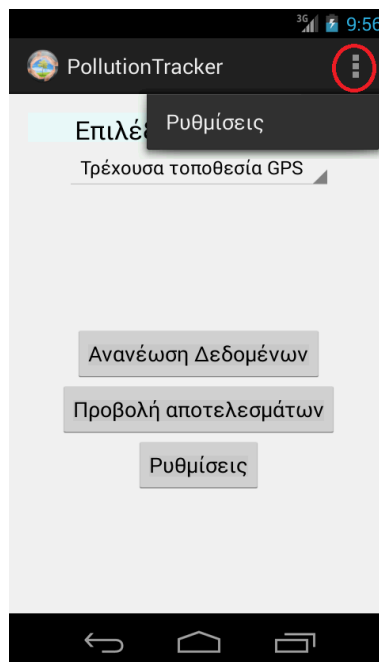 3G 9:56
PollutionTracker
Ρυθμίσεις
Τρέχουσα τοποθεσία GPS
Ανανέωση Δεδομένων
Προβολή αποτελεσμάτων
Ρυθμίσεις